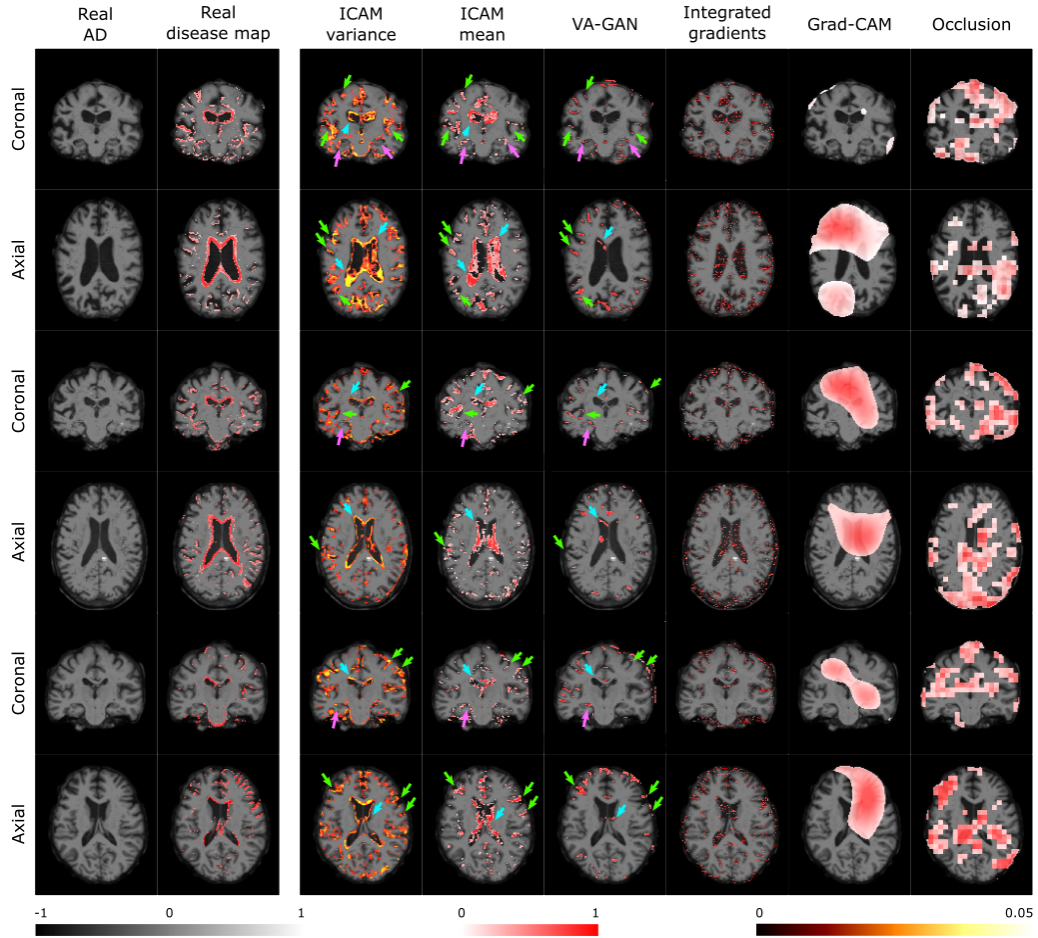 Real AD
Real disease map
ICAM variance
ICAM mean
VA-GAN
Integrated gradients
Grad-CAM
Occlusion
Coronal
Axial
Coronal
Axial
Coronal
Axial
-1 0 1 0 1 0 0.05